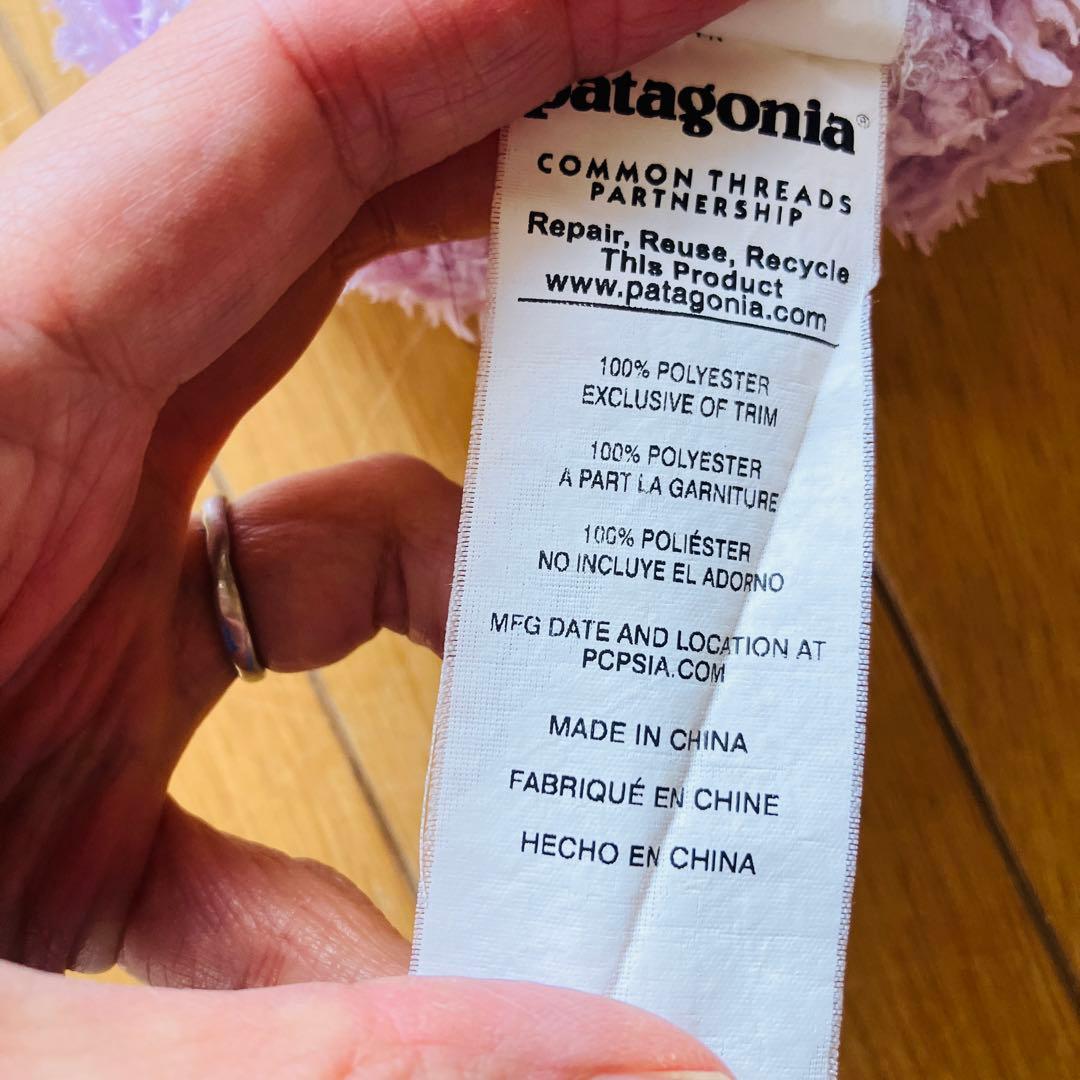 patagonia®
COMMON THREADS
PARTNERSHIP
Repair, Reuse, Recycle
This Product
www.patagonia.com
100% POLYESTER
EXCLUSIVE OF TRIM
100% POLYESTER
À PART LA GARNITURE
100% POLIÉSTER
NO INCLUYE EL ADORNO
MFG DATE AND LOCATION AT
PCPSIA.COM
MADE IN CHINA
FABRIQUÉ EN CHINE
HECHO EN CHINA